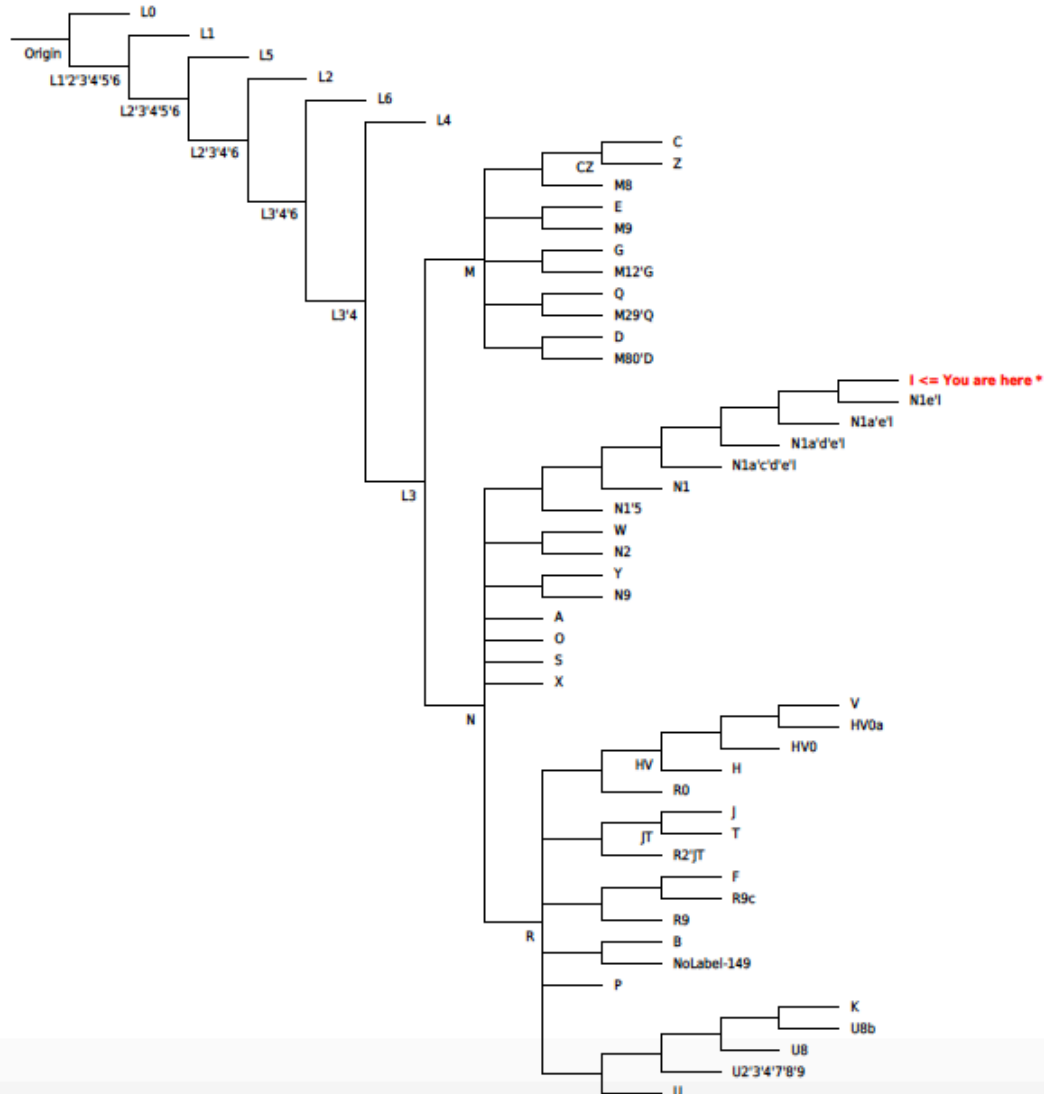 L0
Origin
L1
L1'2'3'4'5'6
L5
L2'3'4'5'6
L2
L2'3'4'6
L6
L3'4'6
L4
L3'4
C
CZ
Z
M8
E
M9
G
M
M12'G
Q
M29'Q
D
M80'D
I <= You are here *
N1e'I
N1a'e'I
N1a'd'e'I
N1a'c'd'e'I
L3
N1
N1'5
W
N2
Y
N9
A
O
S
X
N
V
HV0a
HV0
HV
H
R0
J
JT
T
R2'JT
F
R9c
R9
R
B
NoLabel-149
P
K
U8b
U8
U2'3'4'7'8'9
U